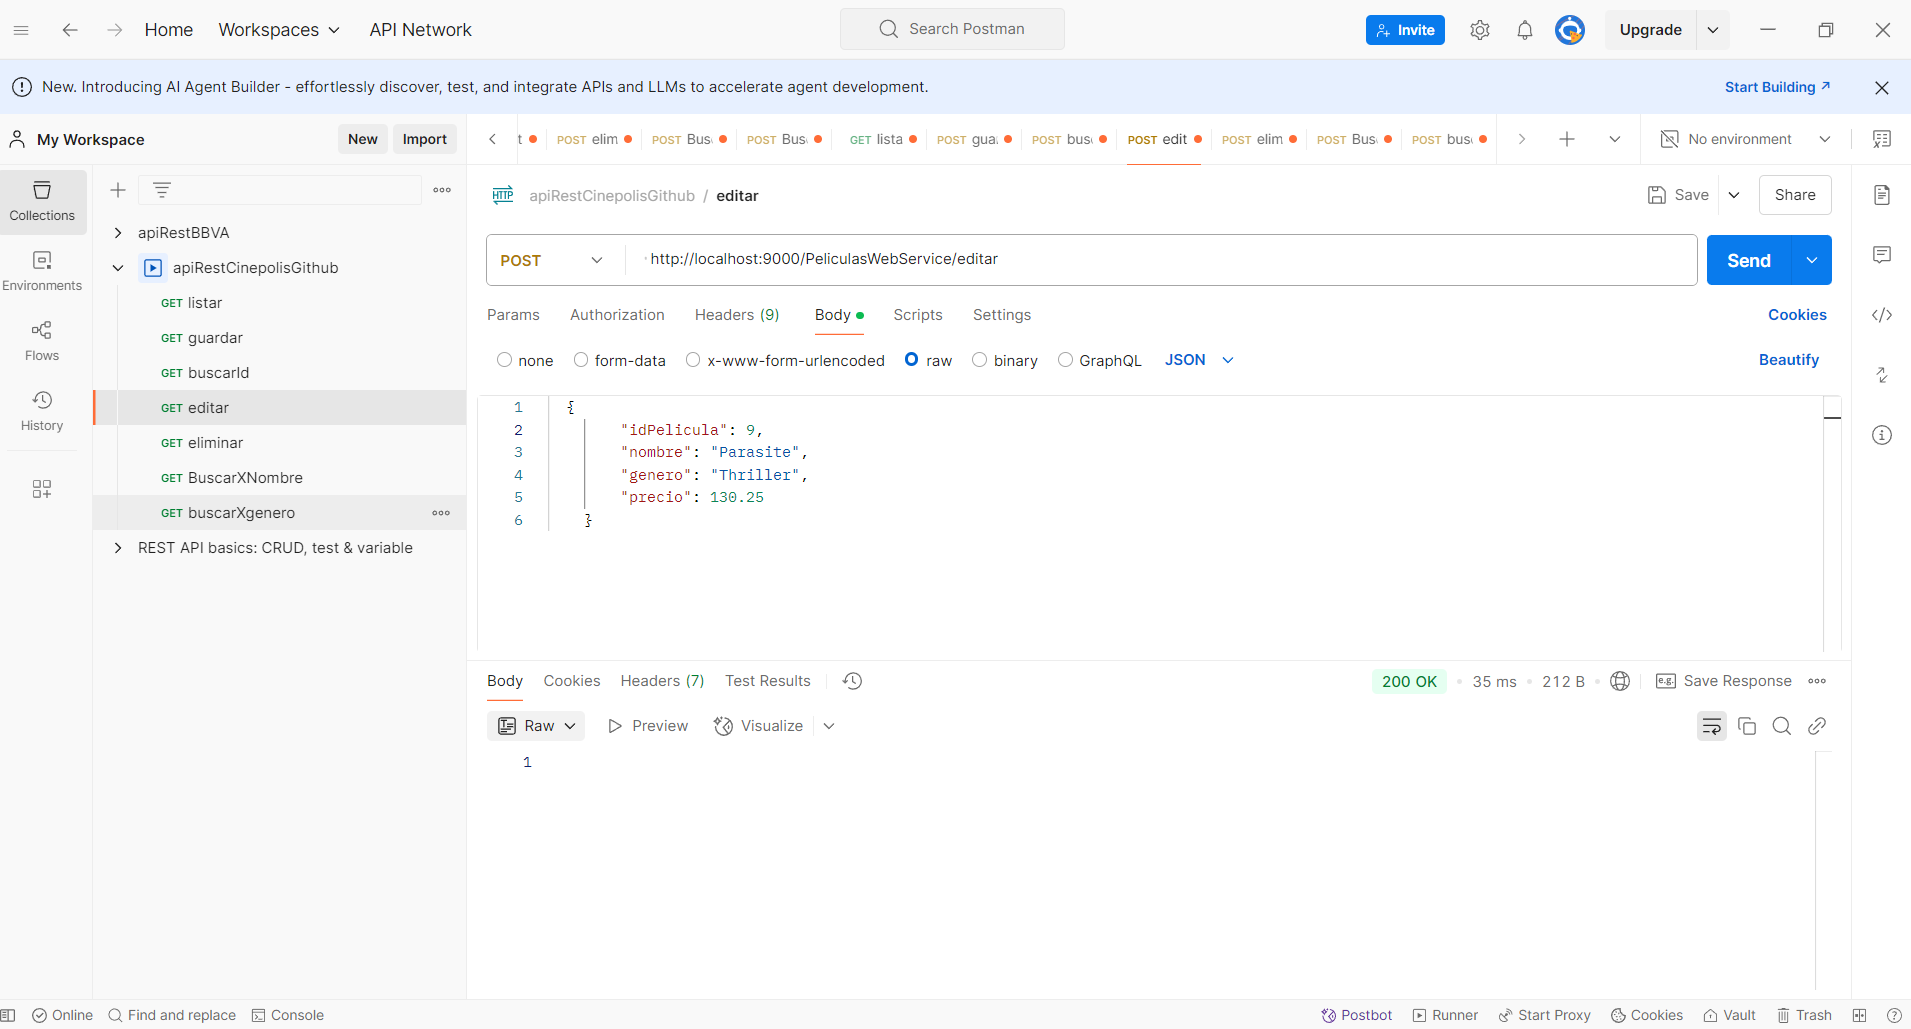 Home Workspaces API Network Search Postman Invite Upgrade
New. Introducing AI Agent Builder - effortlessly discover, test, and integrate APIs and LLMs to accelerate agent development. Start Building
My Workspace New Import
t POST elim POST Bus POST Bus GET lista POST gua POST bus POST edit POST elim POST Bus POST bus No environment
Collections
Environments
Flows
History
apiRestBBVA
apiRestCinepolisGithub
GET listar
GET guardar
GET buscarId
GET editar
GET eliminar
GET BuscarXNombre
GET buscarXgenero
REST API basics: CRUD, test & variable
HTTP apiRestCinepolisGithub / editar Save Share
POST http://localhost:9000/PeliculasWebService/editar Send
Params Authorization Headers (9) Body Scripts Settings Cookies
none form-data x-www-form-urlencoded raw binary GraphQL JSON Beautify
1 {
2 "idPelicula": 9,
3 "nombre": "Parasite",
4 "genero": "Thriller",
5 "precio": 130.25
6 }
Body Cookies Headers (7) Test Results 200 OK 35 ms 212 B e.g. Save Response
Raw Preview Visualize
1
Online Find and replace Console Postbot Runner Start Proxy Cookies Vault Trash